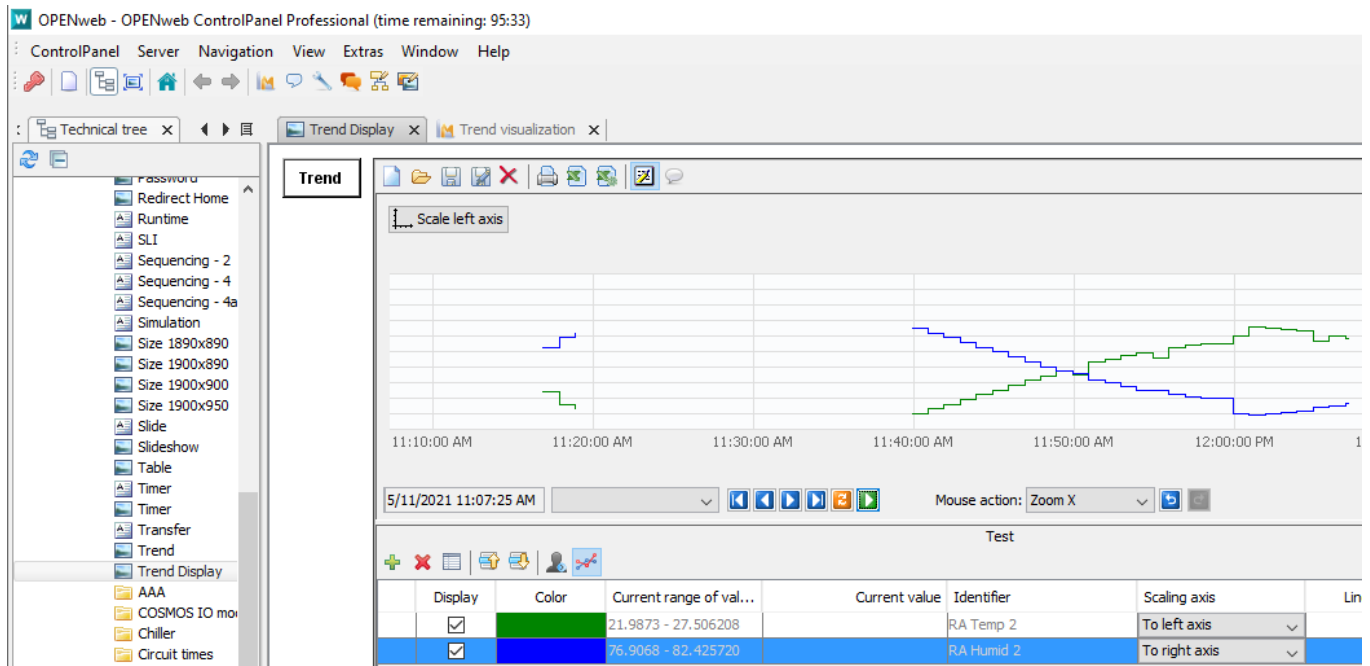 OPENweb - OPENweb ControlPanel Professional (time remaining: 95:33)
ControlPanel Server Navigation View Extras Window Help
Technical tree
Trend Display
Trend visualization
Password
Redirect Home
Runtime
SLI
Sequencing - 2
Sequencing - 4
Sequencing - 4a
Simulation
Size 1890x890
Size 1900x890
Size 1900x900
Size 1900x950
Slide
Slideshow
Table
Timer
Timer
Transfer
Trend
Trend Display
AAA
COSMOS IO mo
Chiller
Circuit times
Trend
Scale left axis
11:10:00 AM 11:20:00 AM 11:30:00 AM 11:40:00 AM 11:50:00 AM 12:00:00 PM 1
5/11/2021 11:07:25 AM
Mouse action: Zoom X
Test
Display Color Current range of val... Current value Identifier Scaling axis Lin
21.9873 - 27.506208 RA Temp 2 To left axis
76.9068 - 82.425720 RA Humid 2 To right axis